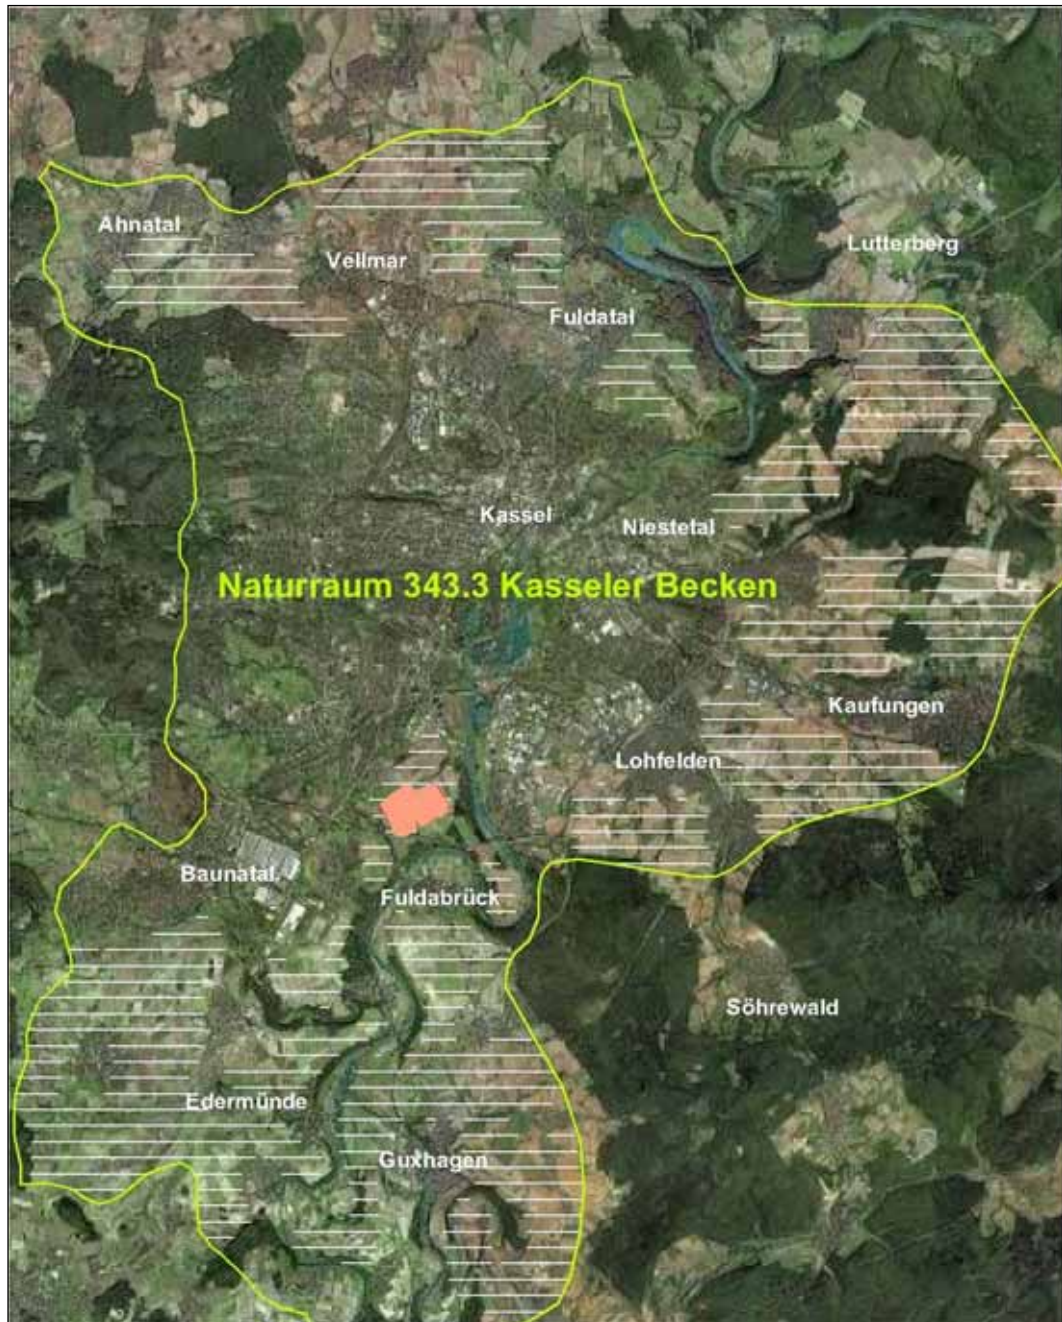 Ahnatal
Vellmar
Lutterberg
Fuldatal
Kassel
Niestetal
Naturraum 343.3 Kasseler Becken
Kaufungen
Lohfelden
Baunatal
Fuldabrück
Söhrewald
Edermünde
Guxhagen